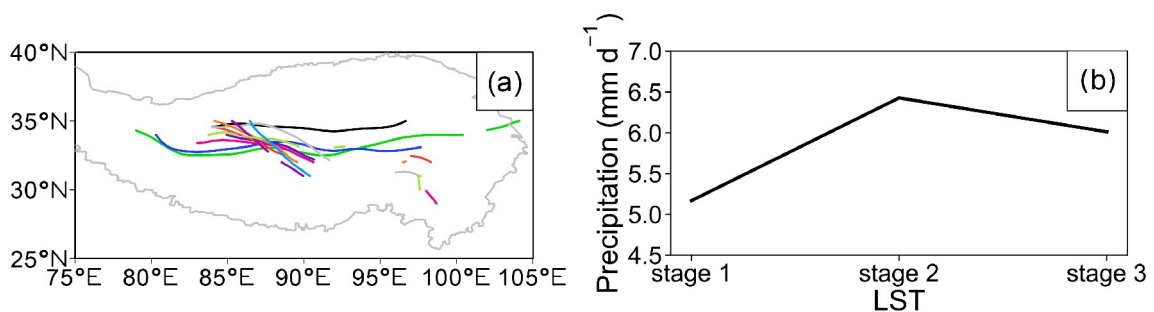 (a)
40°N
35°N
30°N
25°N
75°E 80°E 85°E 90°E 95°E 100°E 105°E
(b)
Precipitation (mm d⁻¹)
7.0
6.5
6.0
5.5
5.0
4.5
stage 1 stage 2 stage 3
LST